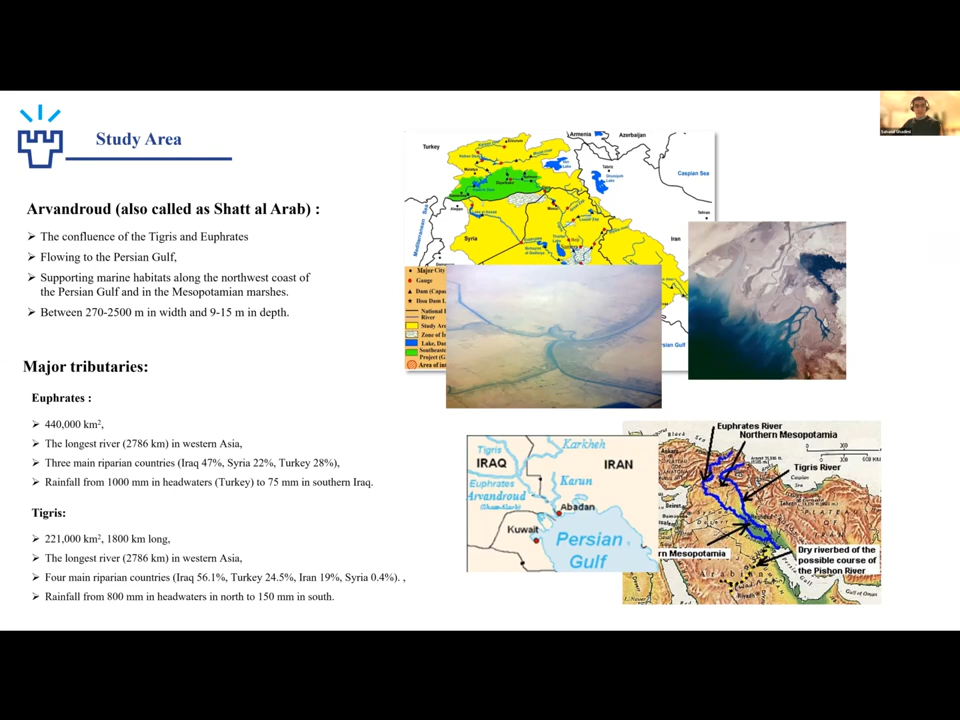 Study Area
Arvandroud (also called as Shatt al Arab) :
➢ The confluence of the Tigris and Euphrates
➢ Flowing to the Persian Gulf,
➢ Supporting marine habitats along the northwest coast of
the Persian Gulf and in the Mesopotamian marshes.
➢ Between 270-2500 m in width and 9-15 m in depth.
Major tributaries:
Euphrates :
➢ 440,000 km²,
➢ The longest river (2786 km) in western Asia,
➢ Three main riparian countries (Iraq 47%, Syria 22%, Turkey 28%),
➢ Rainfall from 1000 mm in headwaters (Turkey) to 75 mm in southern Iraq.
Tigris:
➢ 221,000 km², 1800 km long,
➢ The longest river (2786 km) in western Asia,
➢ Four main riparian countries (Iraq 56.1%, Turkey 24.5%, Iran 19%, Syria 0.4%). ,
➢ Rainfall from 800 mm in headwaters in north to 150 mm in south.
Turkey
Armenia
Azerbaijan
Caspian Sea
Mediterranean Sea
Syria
Iran
Major City
Gauge
Dam (Capa
National
River
Study Are
Zone of I
Lake, Dam
Southeaste
Project (G
Area of int
rsian Gulf
Tigris
Karkheh
IRAQ
IRAN
Euphrates
Karun
Arvandroud
Abadan
Kuwait
Persian
Gulf
Euphrates River
Northern Mesopotamia
Tigris River
rn Mesopotamia
Dry riverbed of the
possible course of
the Pishon River
Gulf of Oman